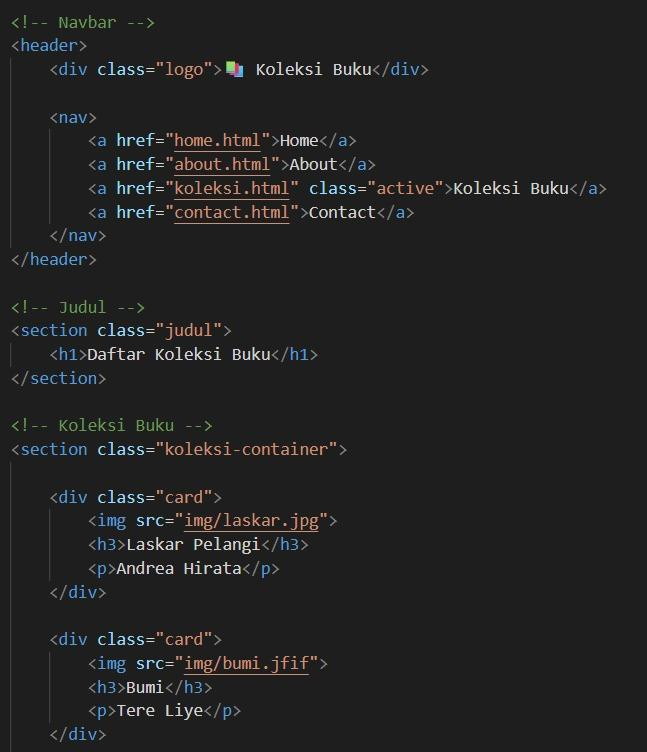 <!-- Navbar -->
<header>
    <div class="logo">📚 Koleksi Buku</div>

    <nav>
        <a href="home.html">Home</a>
        <a href="about.html">About</a>
        <a href="koleksi.html" class="active">Koleksi Buku</a>
        <a href="contact.html">Contact</a>
    </nav>
</header>

<!-- Judul -->
<section class="judul">
    <h1>Daftar Koleksi Buku</h1>
</section>

<!-- Koleksi Buku -->
<section class="koleksi-container">

    <div class="card">
        <img src="img/laskar.jpg">
        <h3>Laskar Pelangi</h3>
        <p>Andrea Hirata</p>
    </div>

    <div class="card">
        <img src="img/bumi.jfif">
        <h3>Bumi</h3>
        <p>Tere Liye</p>
    </div>